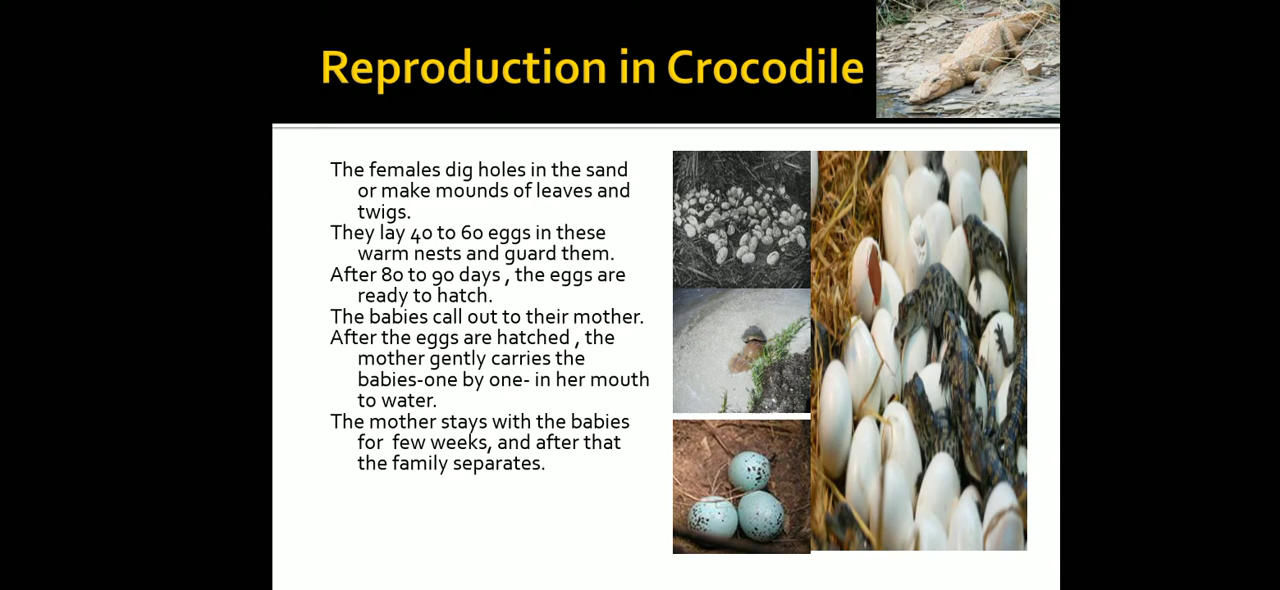 Reproduction in Crocodile
The females dig holes in the sand
or make mounds of leaves and
twigs.
They lay 40 to 60 eggs in these
warm nests and guard them.
After 80 to 90 days , the eggs are
ready to hatch.
The babies call out to their mother.
After the eggs are hatched , the
mother gently carries the
babies-one by one- in her mouth
to water.
The mother stays with the babies
for  few weeks, and after that
the family separates.